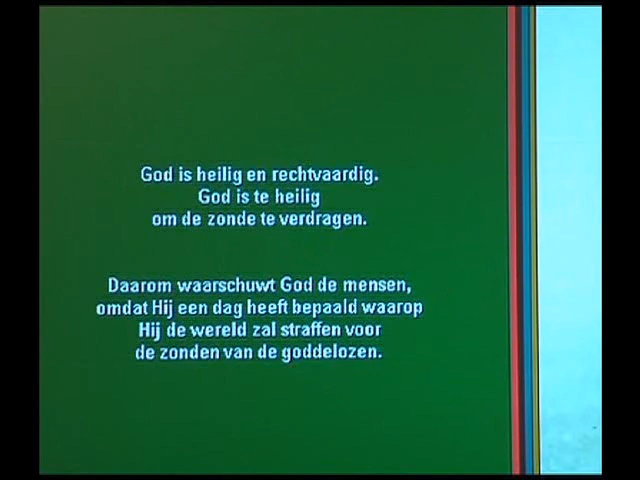 God is heilig en rechtvaardig.
God is te heilig
om de zonde te verdragen.
Daarom waarschuwt God de mensen,
omdat Hij een dag heeft bepaald waarop
Hij de wereld zal straffen voor
de zonden van de goddelozen.